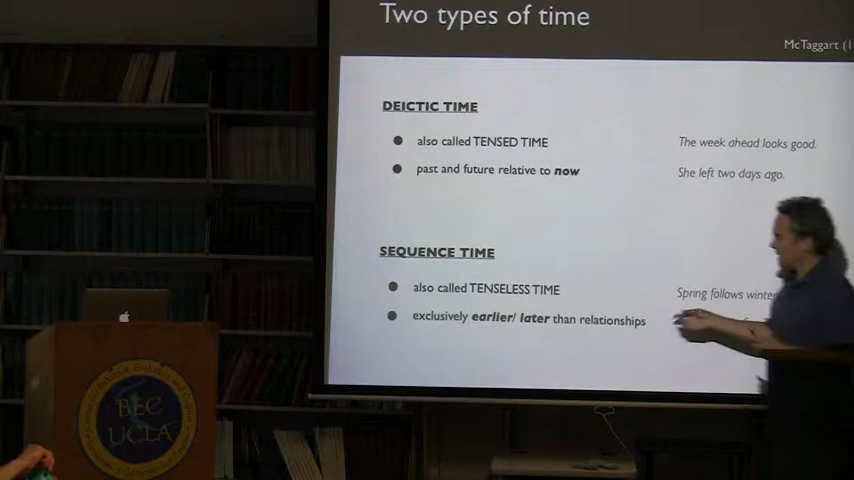 Two types of time
McTaggart (1
DEICTIC TIME
also called TENSED TIME
The week ahead looks good.
past and future relative to now
She left two days ago.
SEQUENCE TIME
also called TENSELESS TIME
Spring follows winter
exclusively earlier/ later than relationships
BEC
UCLA